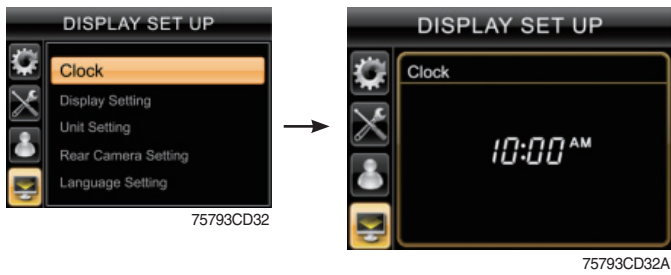 DISPLAY SET UP
Clock
Display Setting
Unit Setting
Rear Camera Setting
Language Setting
75793CD32
DISPLAY SET UP
Clock
10:00 AM
75793CD32A